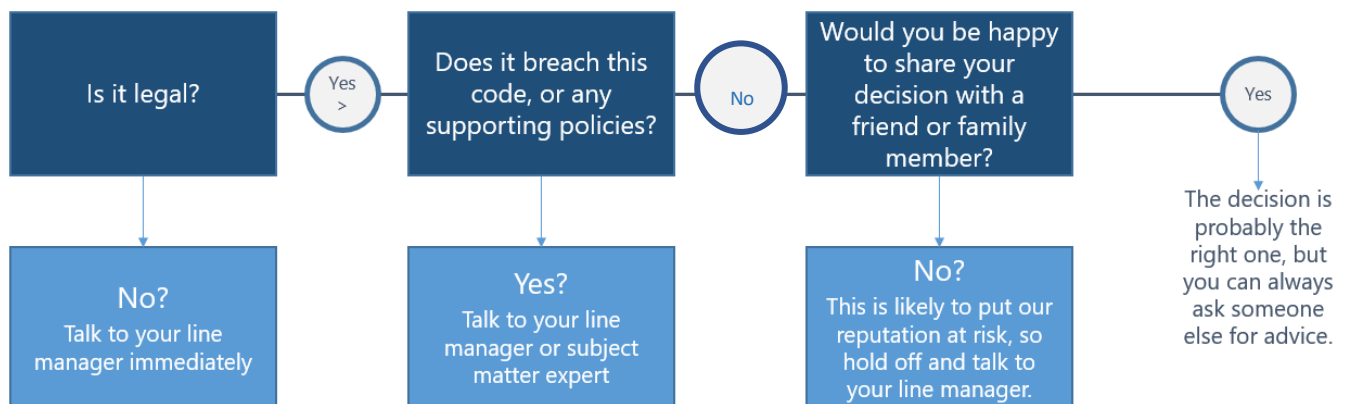 Is it legal?
Yes
>
Does it breach this
code, or any
supporting policies?
No
Would you be happy
to share your
decision with a
friend or family
member?
Yes
No?
Talk to your line
manager immediately
Yes?
Talk to your line
manager or subject
matter expert
No?
This is likely to put our
reputation at risk, so
hold off and talk to
your line manager.
The decision is
probably the
right one, but
you can always
ask someone
else for advice.